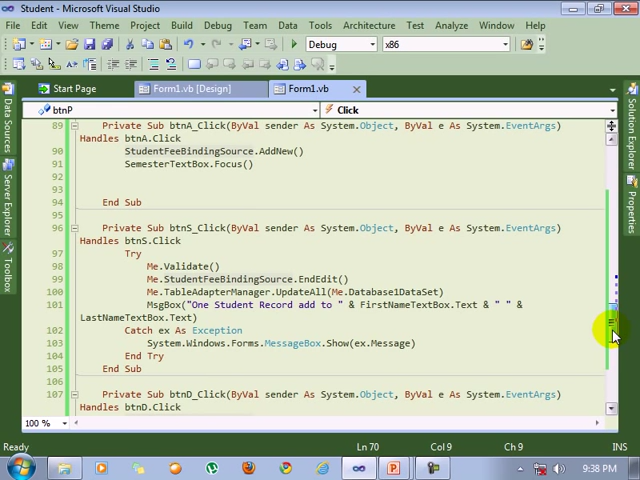 Student - Microsoft Visual Studio
File Edit View Project Build Debug Team Data Tools Architecture Test Analyze Window Help
Debug x86
Start Page Form1.vb [Design] Form1.vb
btnP Click
89 Private Sub btnA_Click(ByVal sender As System.Object, ByVal e As System.EventArgs)
Handles btnA.Click
90 StudentFeeBindingSource.AddNew()
91 SemesterTextBox.Focus()
92
93
94 End Sub
95
96 Private Sub btnS_Click(ByVal sender As System.Object, ByVal e As System.EventArgs)
Handles btnS.Click
97 Try
98 Me.Validate()
99 Me.StudentFeeBindingSource.EndEdit()
100 Me.TableAdapterManager.UpdateAll(Me.Database1DataSet)
101 MsgBox("One Student Record add to " & FirstNameTextBox.Text & " " &
LastNameTextBox.Text)
102 Catch ex As Exception
103 System.Windows.Forms.MessageBox.Show(ex.Message)
104 End Try
105 End Sub
106
107 Private Sub btnD_Click(ByVal sender As System.Object, ByVal e As System.EventArgs)
Handles btnD.Click
100 %
Ready Ln 70 Col 9 Ch 9 INS
9:38 PM
Data Sources
Server Explorer
Toolbox
Solution Explorer
Properties